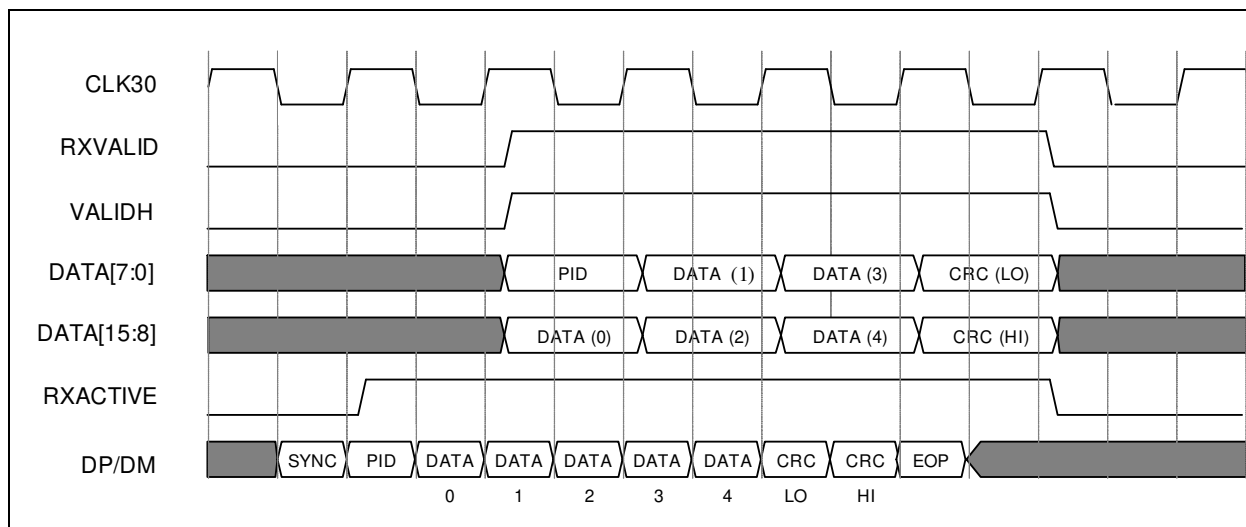 CLK30
RXVALID
VALIDH
DATA[7:0] PID DATA (1) DATA (3) CRC (LO)
DATA[15:8] DATA (0) DATA (2) DATA (4) CRC (HI)
RXACTIVE
DP/DM SYNC PID DATA DATA DATA DATA DATA CRC CRC EOP
0 1 2 3 4 LO HI